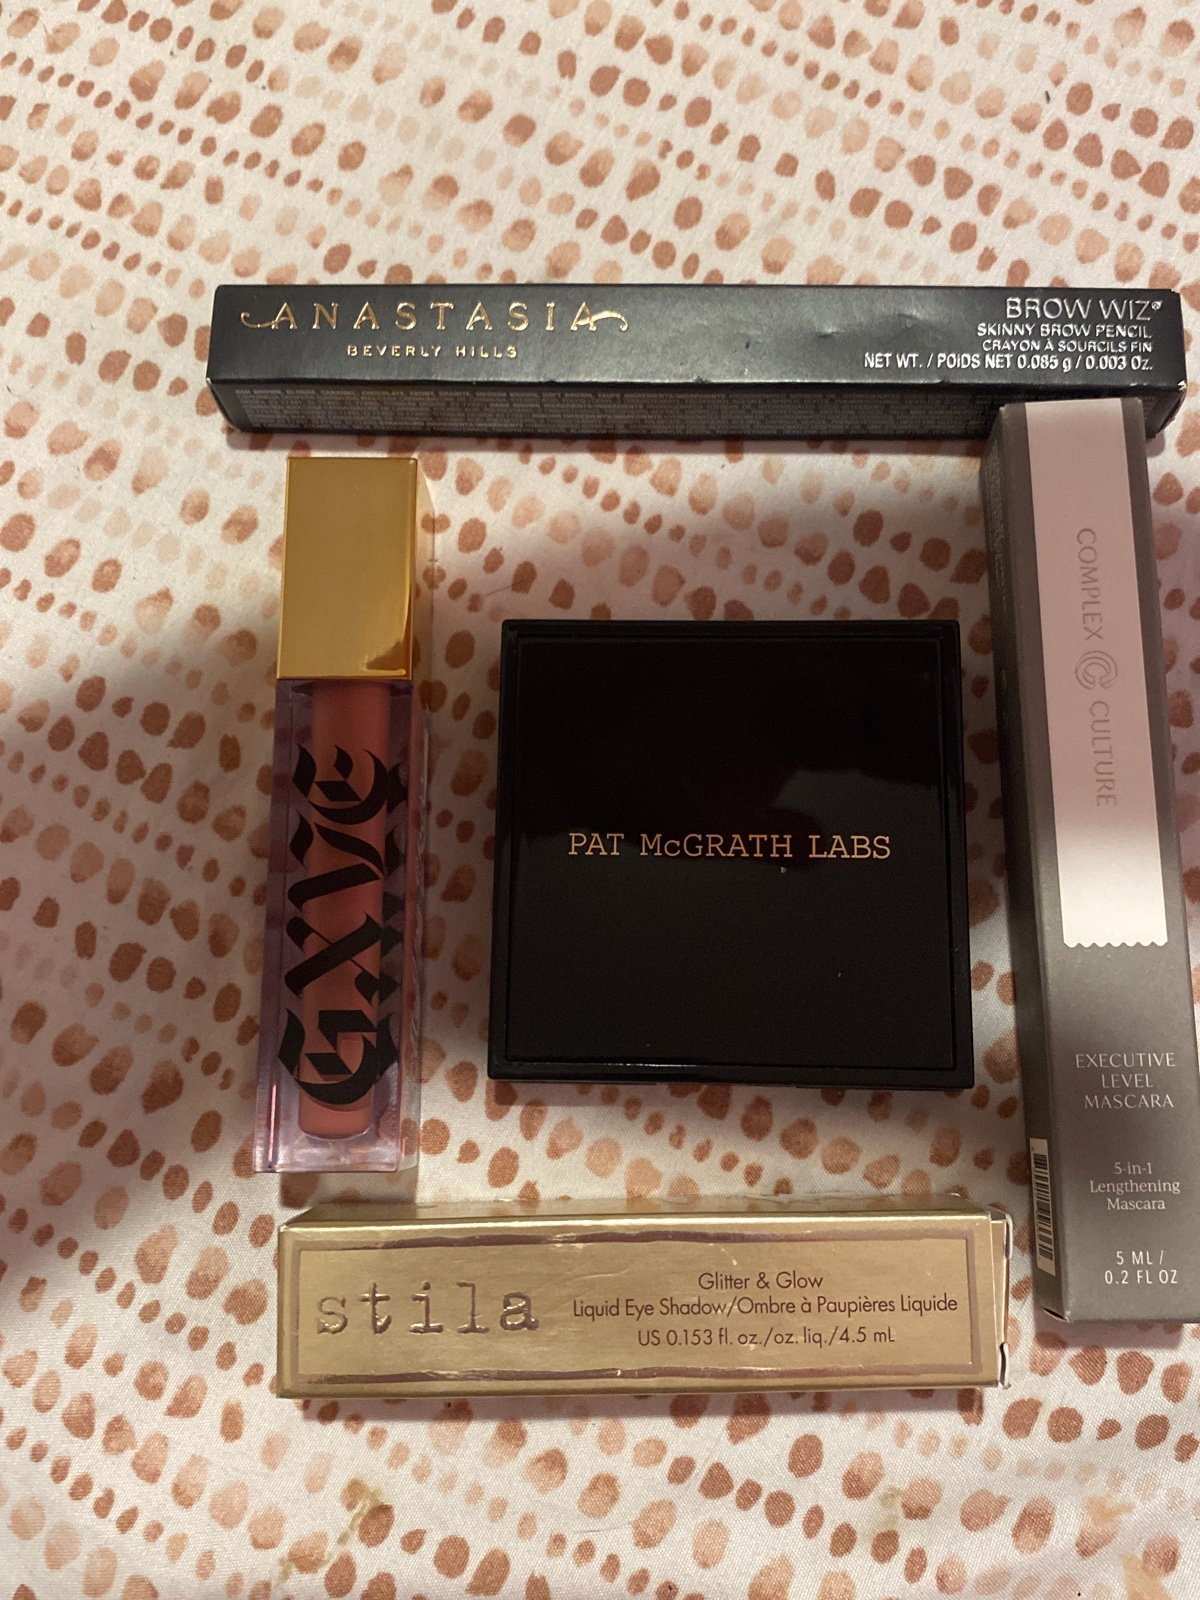 ANASTASIA
BEVERLY HILLS
BROW WIZ®
SKINNY BROW PENCIL
CRAYON À SOURCILS FIN
NET WT. / POIDS NET 0.085 g / 0.003 Oz.
GXVE
PAT McGRATH LABS
COMPLEX CULTURE
EXECUTIVE
LEVEL
MASCARA
5-in-1
Lengthening
Mascara
5 ML /
0.2 FL OZ
stila
Glitter & Glow
Liquid Eye Shadow/Ombre à Paupières Liquide
US 0.153 fl. oz./oz. liq./4.5 mL